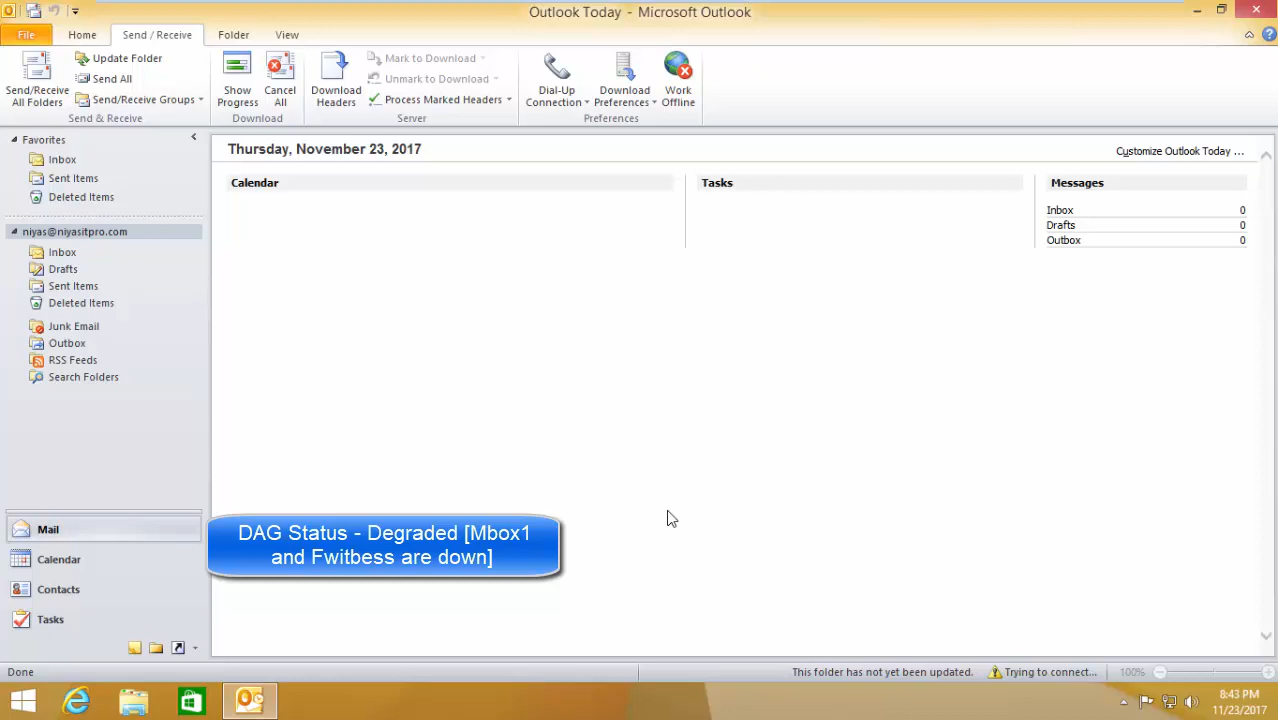 Outlook Today - Microsoft Outlook
File Home Send / Receive Folder View
Send/Receive All Folders
Update Folder
Send All
Send/Receive Groups
Send & Receive
Show Progress
Cancel All
Download
Download Headers
Mark to Download
Unmark to Download
Process Marked Headers
Server
Dial-Up Connection
Download Preferences
Work Offline
Preferences
Favorites
Inbox
Sent Items
Deleted Items
niyas@niyasitpro.com
Inbox
Drafts
Sent Items
Deleted Items
Junk Email
Outbox
RSS Feeds
Search Folders
Mail
Calendar
Contacts
Tasks
Thursday, November 23, 2017
Customize Outlook Today ...
Calendar
Tasks
Messages
Inbox 0
Drafts 0
Outbox 0
DAG Status - Degraded [Mbox1
and Fwitbess are down]
Done
This folder has not yet been updated.
Trying to connect...
100%
8:43 PM
11/23/2017